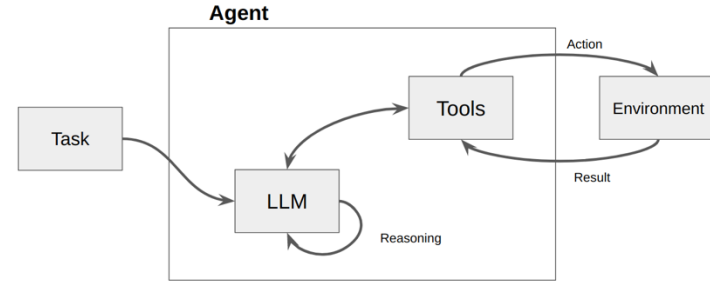 Agent
Action
Tools
Environment
Task
Result
LLM
Reasoning